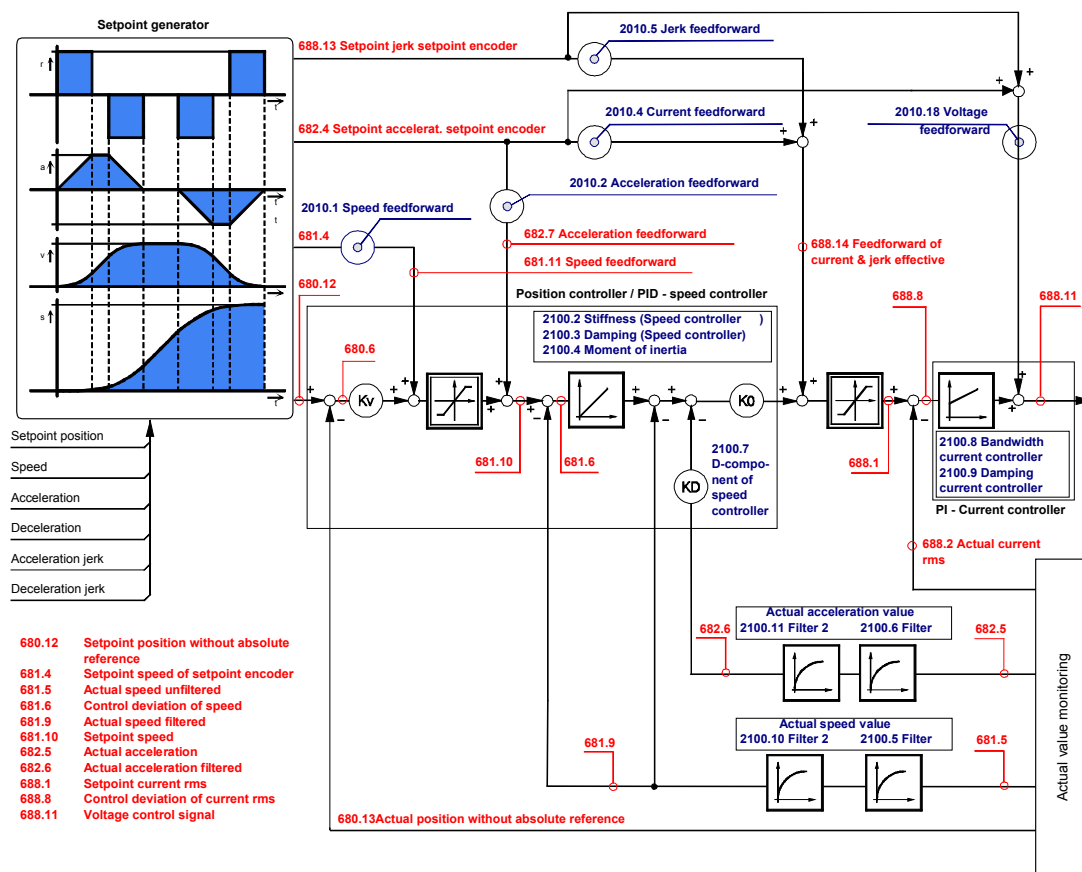 Setpoint generator
r
t
a
t
t
v
t
s
t
688.13 Setpoint jerk setpoint encoder
2010.5 Jerk feedforward
2010.4 Current feedforward
682.4 Setpoint accelerat. setpoint encoder
2010.18 Voltage
feedforward
2010.2 Acceleration feedforward
2010.1 Speed feedforward
681.4
682.7 Acceleration feedforward
681.11 Speed feedforward
688.14 Feedforward of
current & jerk effective
680.12
Position controller / PID - speed controller
688.8
688.11
2100.2 Stiffness (Speed controller )
2100.3 Damping (Speed controller)
2100.4 Moment of inertia
680.6
Kv
K0
681.10
681.6
2100.7
D-compo-
nent of
speed
controller
KD
688.1
2100.8 Bandwidth
current controller
2100.9 Damping
current controller
PI - Current controller
688.2 Actual current
rms
Setpoint position
Speed
Acceleration
Deceleration
Acceleration jerk
Deceleration jerk
Actual acceleration value
2100.11 Filter 2 2100.6 Filter
682.6
682.5
Actual speed value
2100.10 Filter 2 2100.5 Filter
681.9
681.5
Actual value monitoring
680.13Actual position without absolute reference
680.12 Setpoint position without absolute
reference
681.4 Setpoint speed of setpoint encoder
681.5 Actual speed unfiltered
681.6 Control deviation of speed
681.9 Actual speed filtered
681.10 Setpoint speed
682.5 Actual acceleration
682.6 Actual acceleration filtered
688.1 Setpoint current rms
688.8 Control deviation of current rms
688.11 Voltage control signal